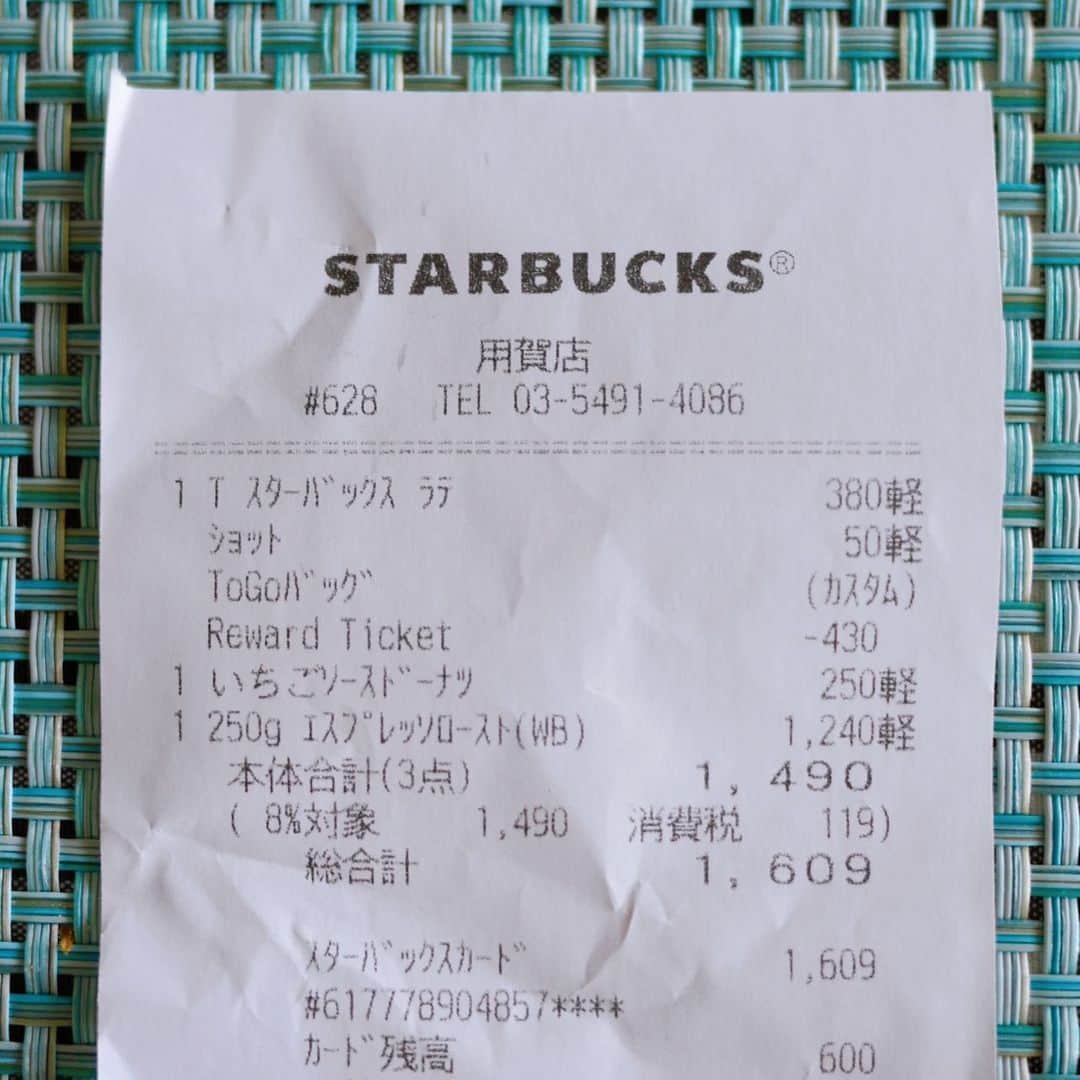 STARBUCKS®
用賀店
#628 TEL 03-5491-4086
1 T ｽﾀｰﾊﾞｯｸｽ ﾗﾃ 380軽
ｼｮｯﾄ 50軽
ToGoﾊﾞｯｸﾞ (ｶｽﾀﾑ)
Reward Ticket -430
1 いちごｿｰｽﾄﾞｰﾅﾂ 250軽
1 250g ｴｽﾌﾟﾚｯｿﾛｰｽﾄ(WB) 1,240軽
本体合計(3点) 1,490
( 8%対象 1,490 消費税 119)
総合計 1,609
ｽﾀｰﾊﾞｯｸｽｶｰﾄﾞ 1,609
#617778904857****
ｶｰﾄﾞ残高 600